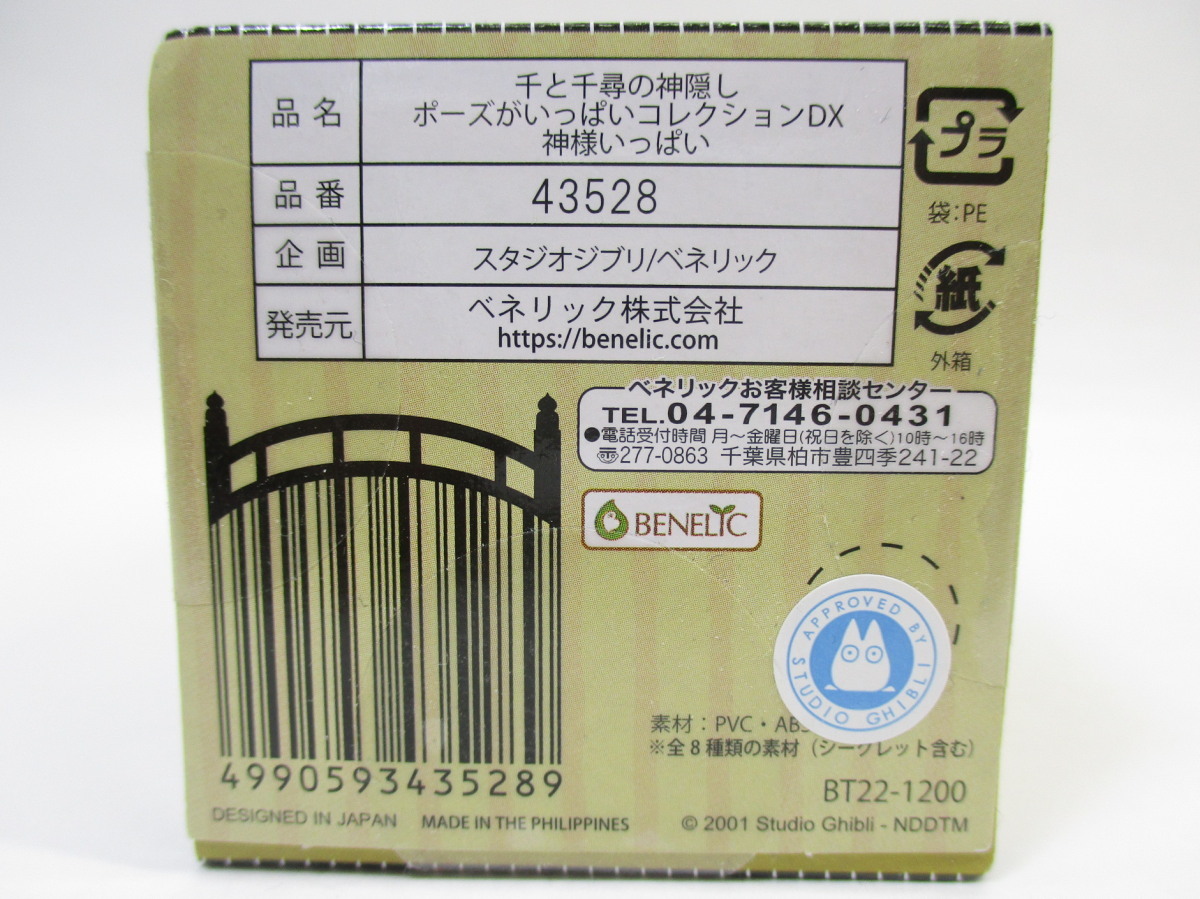 品名
千と千尋の神隠し
ポーズがいっぱいコレクションDX
神様いっぱい
品番
43528
企画
スタジオジブリ/ベネリック
発売元
ベネリック株式会社
https://benelic.com
プラ
袋:PE
紙
外箱
ベネリックお客様相談センター
TEL.04-7146-0431
●電話受付時間 月～金曜日(祝日を除く)10時～16時
277-0863 千葉県柏市豊四季241-22
BENELIC
APPROVED BY
STUDIO GHIBLI
素材：PVC・ABS
※全8種類の素材（シークレット含む）
BT22-1200
4990593435289
DESIGNED IN JAPAN MADE IN THE PHILIPPINES © 2001 Studio Ghibli - NDDTM